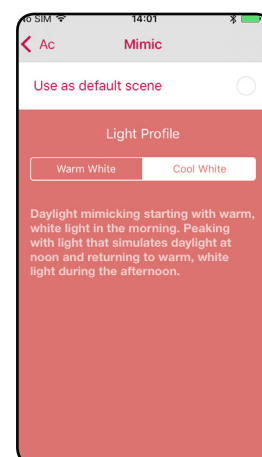 No SIM 14:01
Ac Mimic
Use as default scene
Light Profile
Warm White Cool White
Daylight mimicking starting with warm,
white light in the morning. Peaking
with light that simulates daylight at
noon and returning to warm, white
light during the afternoon.